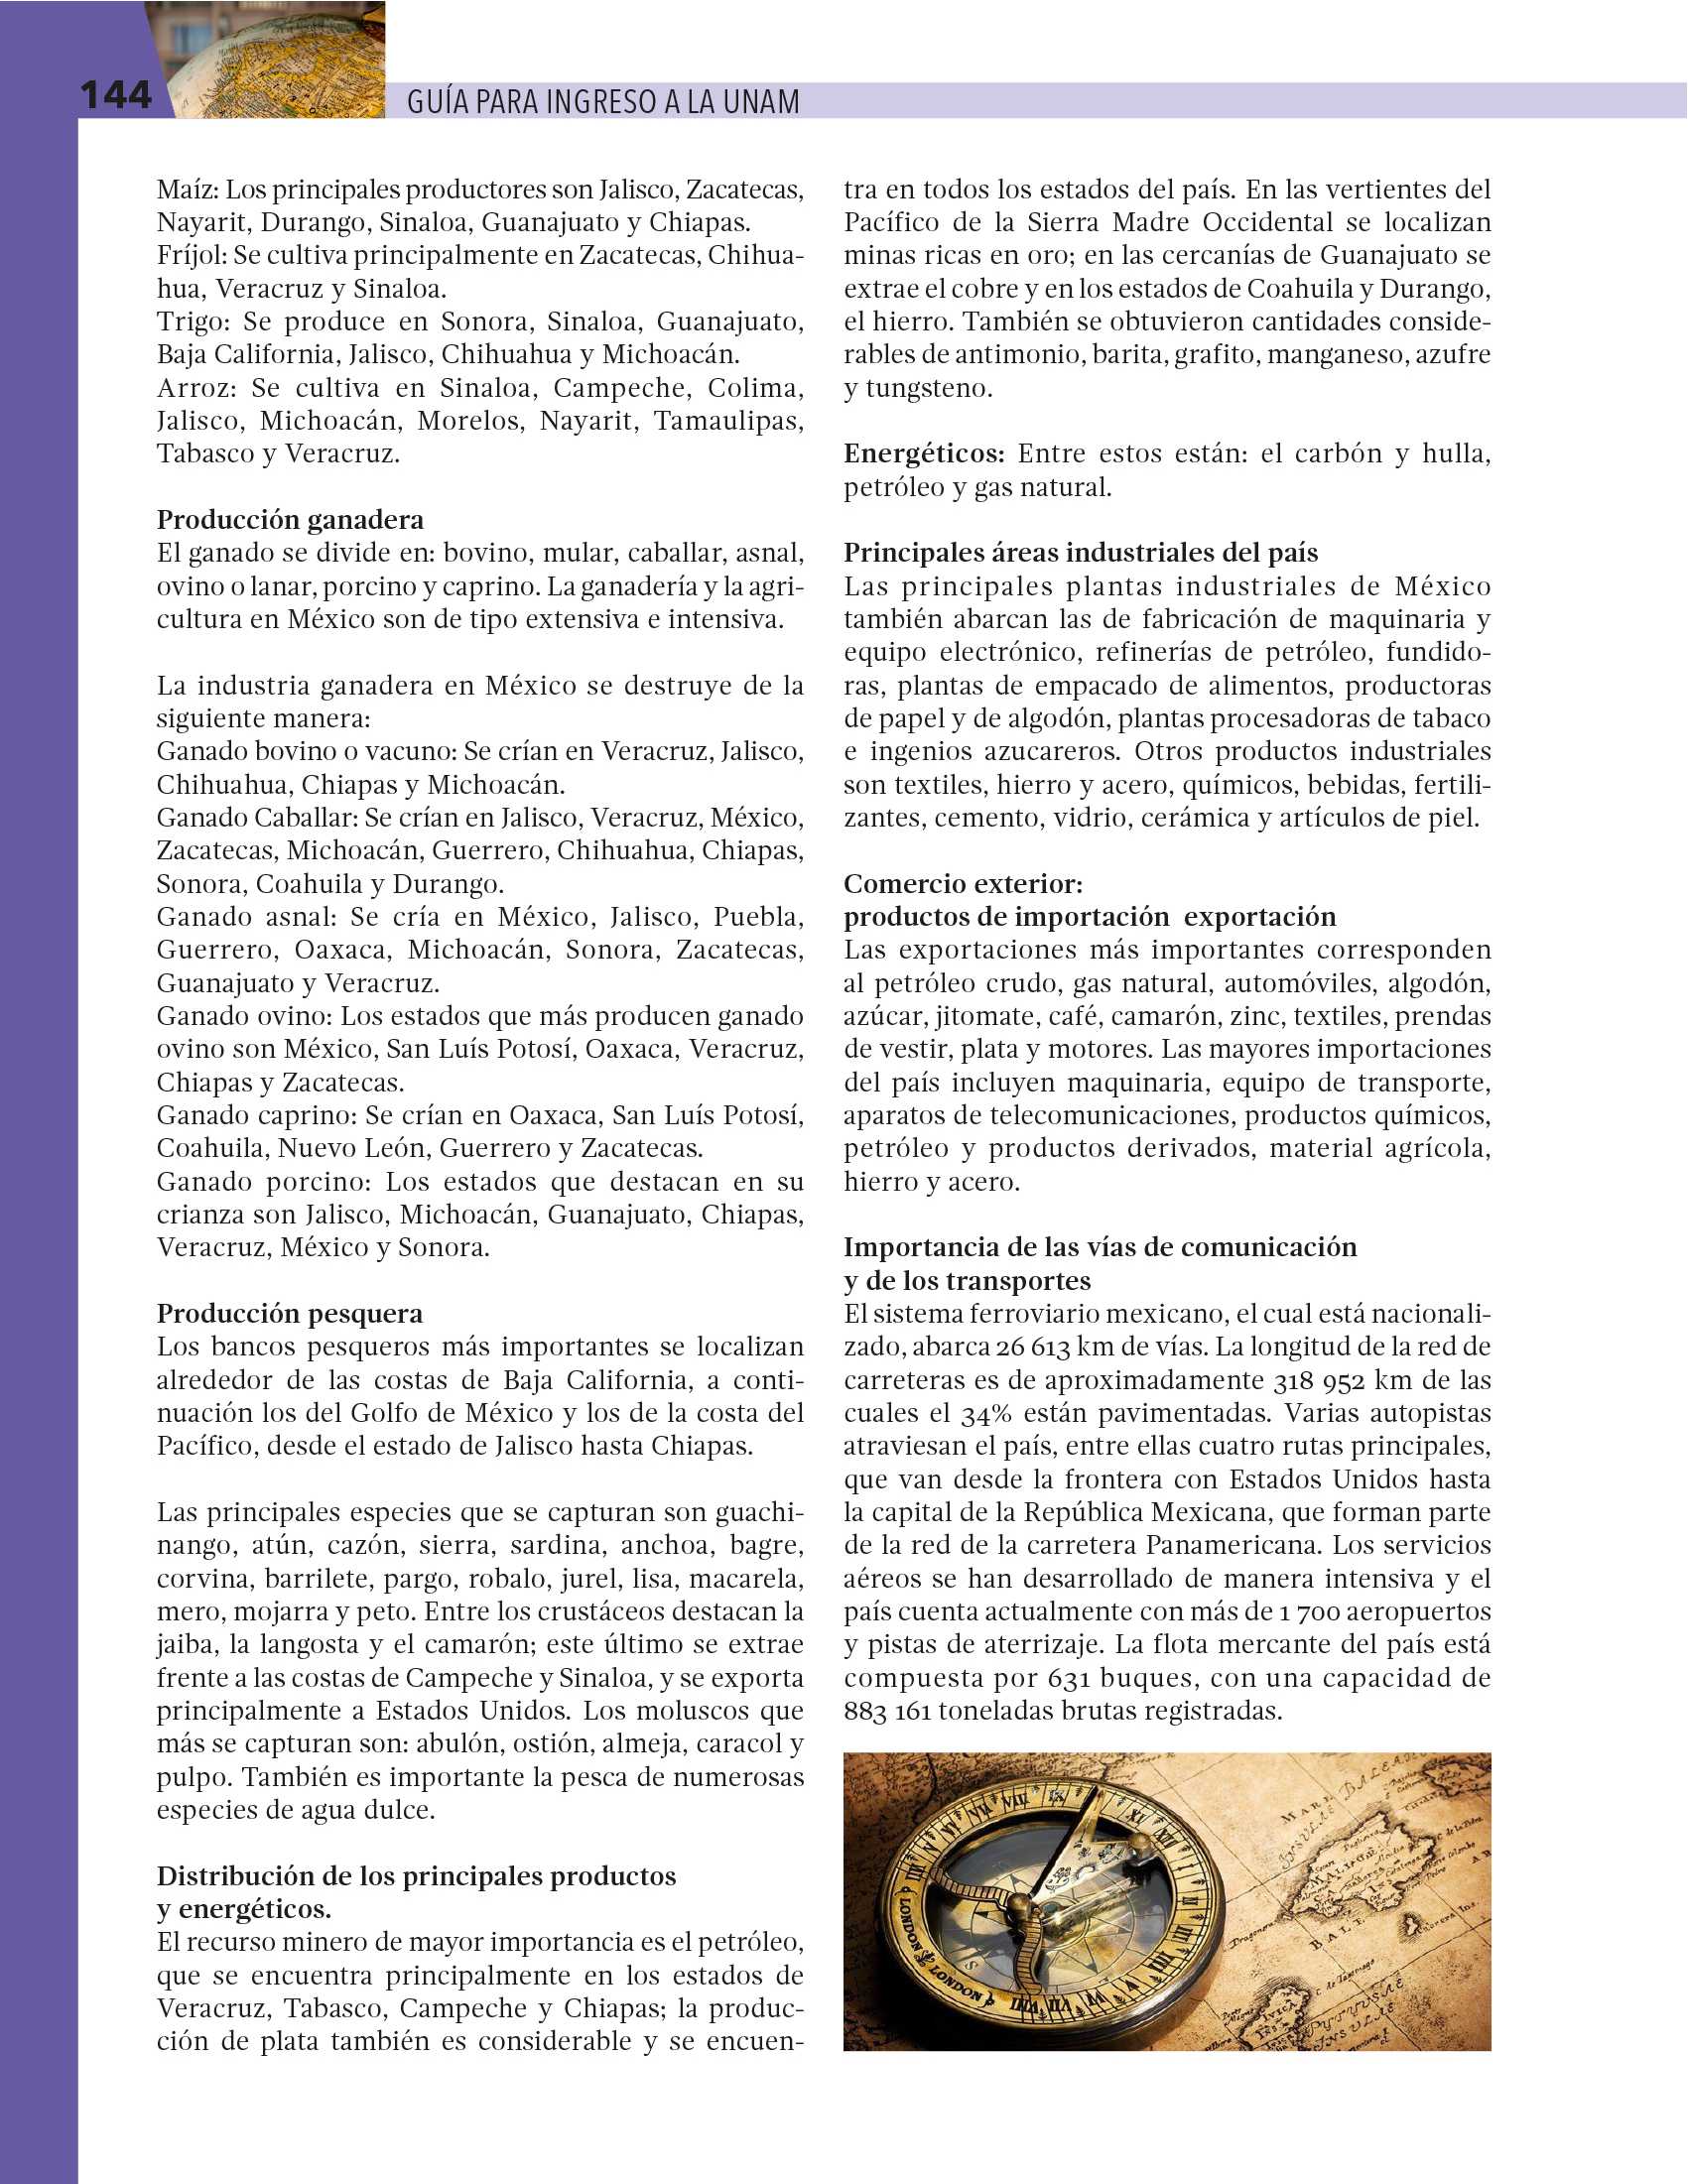 144
GUÍA PARA INGRESO A LA UNAM
Maíz: Los principales productores son Jalisco, Zacatecas,
Nayarit, Durango, Sinaloa, Guanajuato y Chiapas.
Fríjol: Se cultiva principalmente en Zacatecas, Chihua-
hua, Veracruz y Sinaloa.
Trigo: Se produce en Sonora, Sinaloa, Guanajuato,
Baja California, Jalisco, Chihuahua y Michoacán.
Arroz: Se cultiva en Sinaloa, Campeche, Colima,
Jalisco, Michoacán, Morelos, Nayarit, Tamaulipas,
Tabasco y Veracruz.
Producción ganadera
El ganado se divide en: bovino, mular, caballar, asnal,
ovino o lanar, porcino y caprino. La ganadería y la agri-
cultura en México son de tipo extensiva e intensiva.
La industria ganadera en México se destruye de la
siguiente manera:
Ganado bovino o vacuno: Se crían en Veracruz, Jalisco,
Chihuahua, Chiapas y Michoacán.
Ganado Caballar: Se crían en Jalisco, Veracruz, México,
Zacatecas, Michoacán, Guerrero, Chihuahua, Chiapas,
Sonora, Coahuila y Durango.
Ganado asnal: Se cría en México, Jalisco, Puebla,
Guerrero, Oaxaca, Michoacán, Sonora, Zacatecas,
Guanajuato y Veracruz.
Ganado ovino: Los estados que más producen ganado
ovino son México, San Luís Potosí, Oaxaca, Veracruz,
Chiapas y Zacatecas.
Ganado caprino: Se crían en Oaxaca, San Luís Potosí,
Coahuila, Nuevo León, Guerrero y Zacatecas.
Ganado porcino: Los estados que destacan en su
crianza son Jalisco, Michoacán, Guanajuato, Chiapas,
Veracruz, México y Sonora.
Producción pesquera
Los bancos pesqueros más importantes se localizan
alrededor de las costas de Baja California, a conti-
nuación los del Golfo de México y los de la costa del
Pacífico, desde el estado de Jalisco hasta Chiapas.
Las principales especies que se capturan son guachi-
nango, atún, cazón, sierra, sardina, anchoa, bagre,
corvina, barrilete, pargo, robalo, jurel, lisa, macarela,
mero, mojarra y peto. Entre los crustáceos destacan la
jaiba, la langosta y el camarón; este último se extrae
frente a las costas de Campeche y Sinaloa, y se exporta
principalmente a Estados Unidos. Los moluscos que
más se capturan son: abulón, ostión, almeja, caracol y
pulpo. También es importante la pesca de numerosas
especies de agua dulce.
Distribución de los principales productos
y energéticos.
El recurso minero de mayor importancia es el petróleo,
que se encuentra principalmente en los estados de
Veracruz, Tabasco, Campeche y Chiapas; la produc-
ción de plata también es considerable y se encuen-
tra en todos los estados del país. En las vertientes del
Pacífico de la Sierra Madre Occidental se localizan
minas ricas en oro; en las cercanías de Guanajuato se
extrae el cobre y en los estados de Coahuila y Durango,
el hierro. También se obtuvieron cantidades conside-
rables de antimonio, barita, grafito, manganeso, azufre
y tungsteno.
Energéticos: Entre estos están: el carbón y hulla,
petróleo y gas natural.
Principales áreas industriales del país
Las principales plantas industriales de México
también abarcan las de fabricación de maquinaria y
equipo electrónico, refinerías de petróleo, fundido-
ras, plantas de empacado de alimentos, productoras
de papel y de algodón, plantas procesadoras de tabaco
e ingenios azucareros. Otros productos industriales
son textiles, hierro y acero, químicos, bebidas, fertili-
zantes, cemento, vidrio, cerámica y artículos de piel.
Comercio exterior:
productos de importación exportación
Las exportaciones más importantes corresponden
al petróleo crudo, gas natural, automóviles, algodón,
azúcar, jitomate, café, camarón, zinc, textiles, prendas
de vestir, plata y motores. Las mayores importaciones
del país incluyen maquinaria, equipo de transporte,
aparatos de telecomunicaciones, productos químicos,
petróleo y productos derivados, material agrícola,
hierro y acero.
Importancia de las vías de comunicación
y de los transportes
El sistema ferroviario mexicano, el cual está nacionali-
zado, abarca 26 613 km de vías. La longitud de la red de
carreteras es de aproximadamente 318 952 km de las
cuales el 34% están pavimentadas. Varias autopistas
atraviesan el país, entre ellas cuatro rutas principales,
que van desde la frontera con Estados Unidos hasta
la capital de la República Mexicana, que forman parte
de la red de la carretera Panamericana. Los servicios
aéreos se han desarrollado de manera intensiva y el
país cuenta actualmente con más de 1 700 aeropuertos
y pistas de aterrizaje. La flota mercante del país está
compuesta por 631 buques, con una capacidad de
883 161 toneladas brutas registradas.
LONDON
LONDON